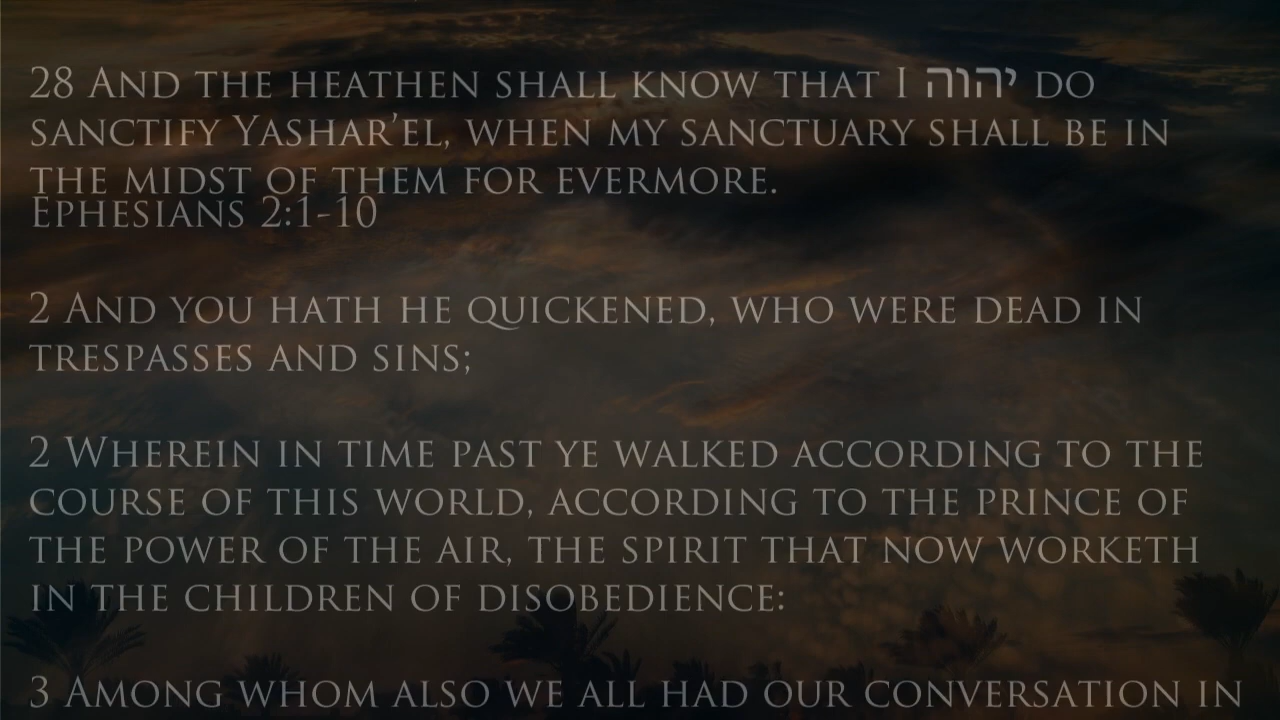 28 And the heathen shall know that I יהוה do
sanctify Yashar'el, when my sanctuary shall be in
the midst of them for evermore.
Ephesians 2:1-10
2 And you hath he quickened, who were dead in
trespasses and sins;
2 Wherein in time past ye walked according to the
course of this world, according to the prince of
the power of the air, the spirit that now worketh
in the children of disobedience:
3 Among whom also we all had our conversation in